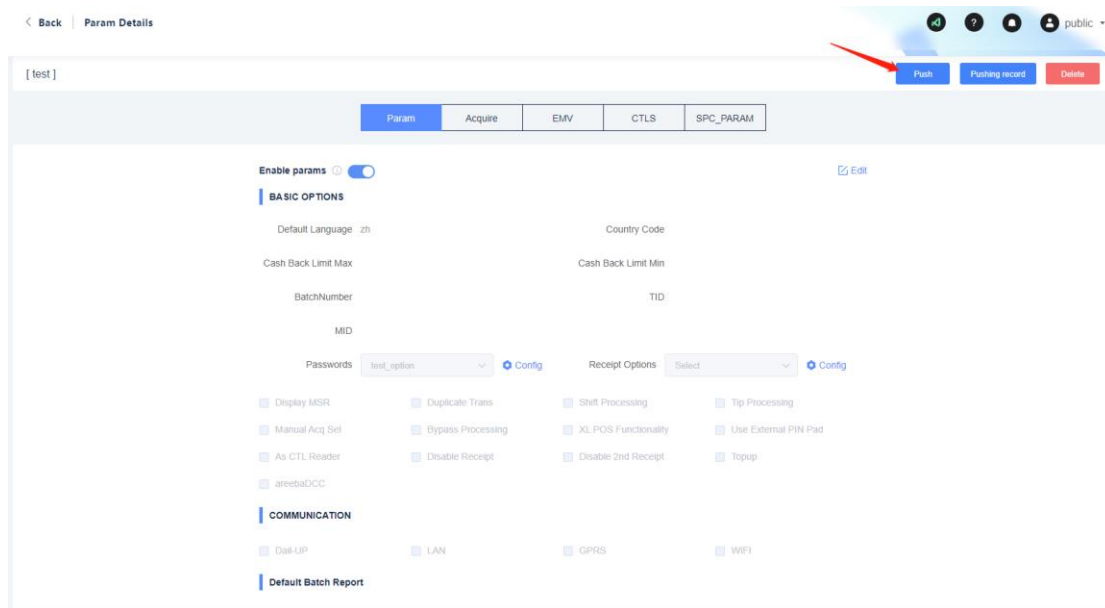 Back Param Details public
[ test ] Push Pushing record Delete
Param Acquire EMV CTLS SPC_PARAM
Enable params Edit
BASIC OPTIONS
Default Language zh Country Code
Cash Back Limit Max Cash Back Limit Min
BatchNumber TID
MID
Passwords test_option Config Receipt Options Select Config
Display MSR Duplicate Trans Shift Processing Tip Processing
Manual Acq Sel Bypass Processing XL POS Functionality Use External PIN Pad
As CTL Reader Disable Receipt Disable 2nd Receipt Topup
areebaDCC
COMMUNICATION
Dail-UP LAN GPRS WIFI
Default Batch Report